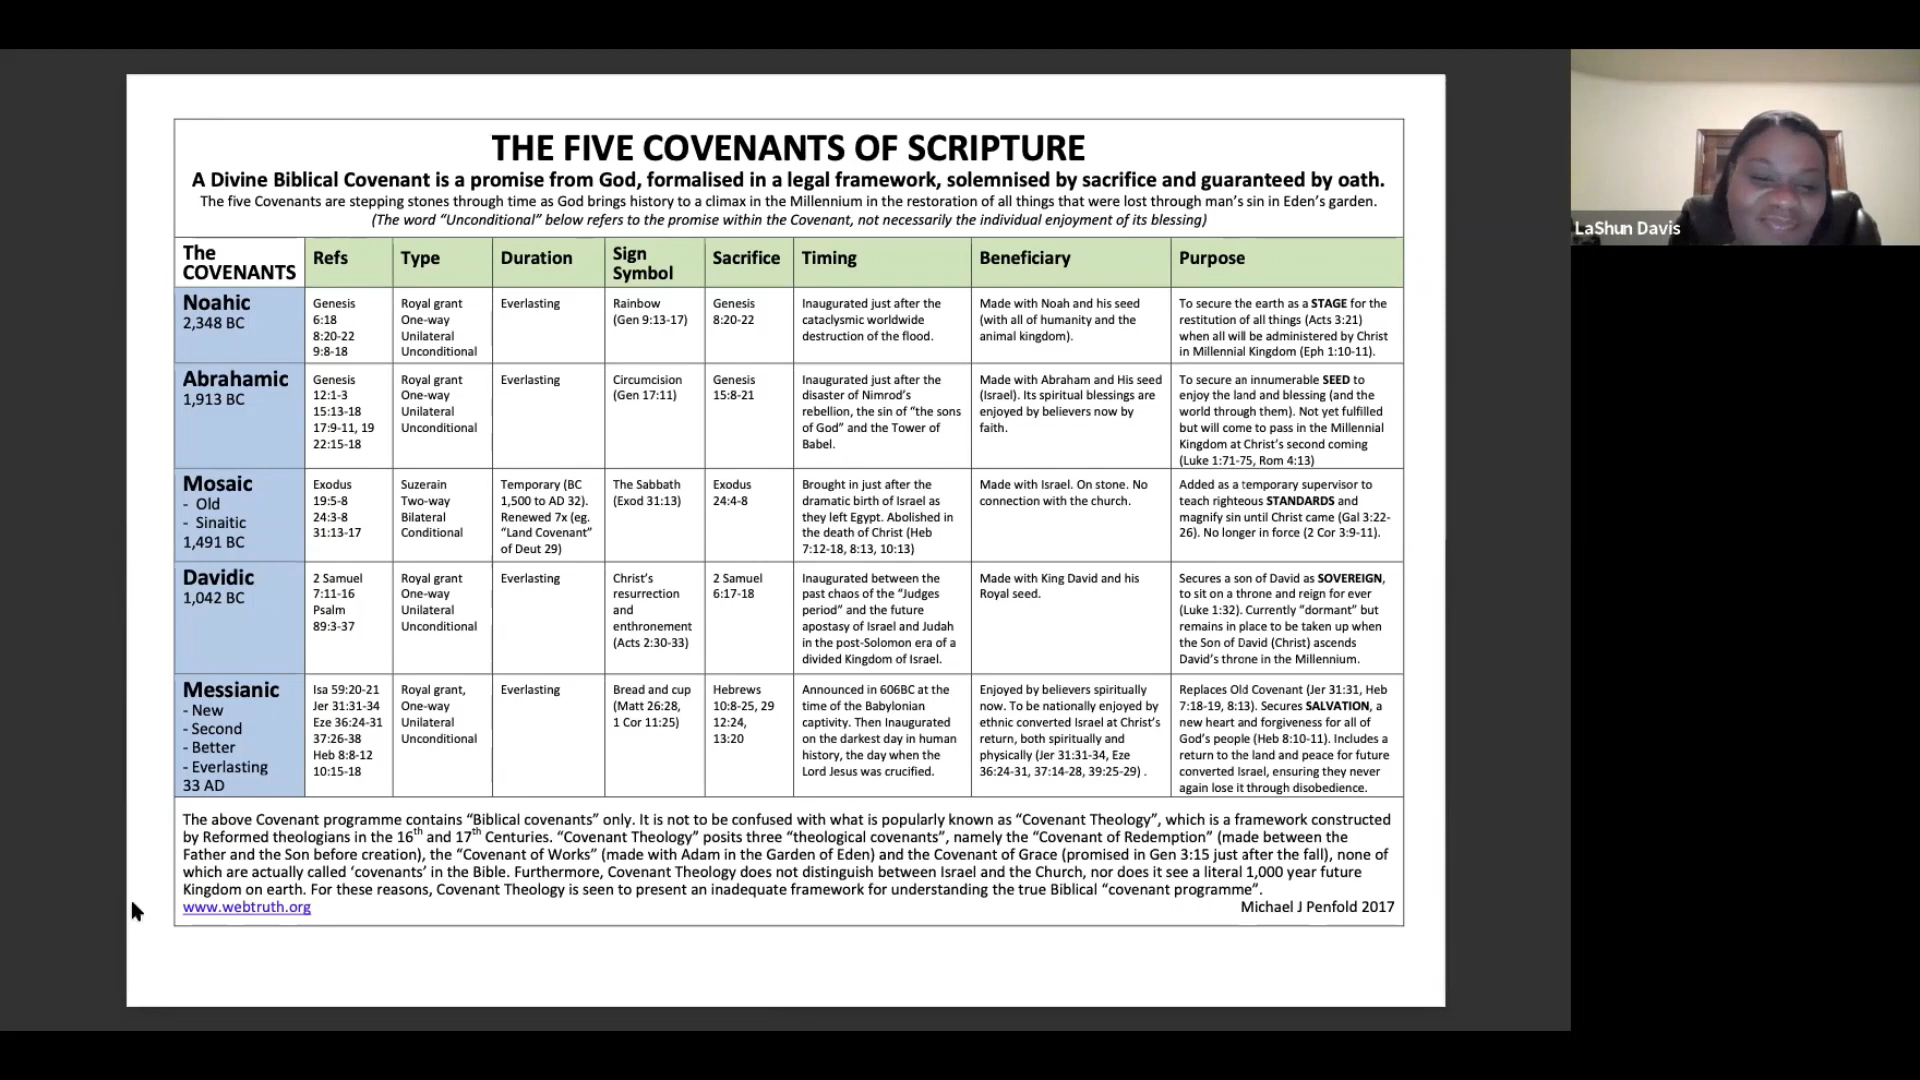 THE FIVE COVENANTS OF SCRIPTURE
A Divine Biblical Covenant is a promise from God, formalised in a legal framework, solemnised by sacrifice and guaranteed by oath.
The five Covenants are stepping stones through time as God brings history to a climax in the Millennium in the restoration of all things that were lost through man's sin in Eden's garden.
(The word "Unconditional" below refers to the promise within the Covenant, not necessarily the individual enjoyment of its blessing)
The
COVENANTS
Refs
Type
Duration
Sign
Symbol
Sacrifice
Timing
Beneficiary
Purpose
Noahic
2,348 BC
Genesis
6:18
8:20-22
9:8-18
Royal grant
One-way
Unilateral
Unconditional
Everlasting
Rainbow
(Gen 9:13-17)
Genesis
8:20-22
Inaugurated just after the
cataclysmic worldwide
destruction of the flood.
Made with Noah and his seed
(with all of humanity and the
animal kingdom).
To secure the earth as a STAGE for the
restitution of all things (Acts 3:21)
when all will be administered by Christ
in Millennial Kingdom (Eph 1:10-11).
Abrahamic
1,913 BC
Genesis
12:1-3
15:13-18
17:9-11, 19
22:15-18
Royal grant
One-way
Unilateral
Unconditional
Everlasting
Circumcision
(Gen 17:11)
Genesis
15:8-21
Inaugurated just after the
disaster of Nimrod's
rebellion, the sin of "the sons
of God" and the Tower of
Babel.
Made with Abraham and His seed
(Israel). Its spiritual blessings are
enjoyed by believers now by
faith.
To secure an innumerable SEED to
enjoy the land and blessing (and the
world through them). Not yet fulfilled
but will come to pass in the Millennial
Kingdom at Christ's second coming
(Luke 1:71-75, Rom 4:13)
Mosaic
- Old
- Sinaitic
1,491 BC
Exodus
19:5-8
24:3-8
31:13-17
Suzerain
Two-way
Bilateral
Conditional
Temporary (BC
1,500 to AD 32).
Renewed 7x (eg.
"Land Covenant"
of Deut 29)
The Sabbath
(Exod 31:13)
Exodus
24:4-8
Brought in just after the
dramatic birth of Israel as
they left Egypt. Abolished in
the death of Christ (Heb
7:12-18, 8:13, 10:13)
Made with Israel. On stone. No
connection with the church.
Added as a temporary supervisor to
teach righteous STANDARDS and
magnify sin until Christ came (Gal 3:22-
26). No longer in force (2 Cor 3:9-11).
Davidic
1,042 BC
2 Samuel
7:11-16
Psalm
89:3-37
Royal grant
One-way
Unilateral
Unconditional
Everlasting
Christ's
resurrection
and
enthronement
(Acts 2:30-33)
2 Samuel
6:17-18
Inaugurated between the
past chaos of the "Judges
period" and the future
apostasy of Israel and Judah
in the post-Solomon era of a
divided Kingdom of Israel.
Made with King David and his
Royal seed.
Secures a son of David as SOVEREIGN,
to sit on a throne and reign for ever
(Luke 1:32). Currently "dormant" but
remains in place to be taken up when
the Son of David (Christ) ascends
David's throne in the Millennium.
Messianic
- New
- Second
- Better
- Everlasting
33 AD
Isa 59:20-21
Jer 31:31-34
Eze 36:24-31
37:26-38
Heb 8:8-12
10:15-18
Royal grant,
One-way
Unilateral
Unconditional
Everlasting
Bread and cup
(Matt 26:28,
1 Cor 11:25)
Hebrews
10:8-25, 29
12:24,
13:20
Announced in 606BC at the
time of the Babylonian
captivity. Then Inaugurated
on the darkest day in human
history, the day when the
Lord Jesus was crucified.
Enjoyed by believers spiritually
now. To be nationally enjoyed by
ethnic converted Israel at Christ's
return, both spiritually and
physically (Jer 31:31-34, Eze
36:24-31, 37:14-28, 39:25-29) .
Replaces Old Covenant (Jer 31:31, Heb
7:18-19, 8:13). Secures SALVATION, a
new heart and forgiveness for all of
God's people (Heb 8:10-11). Includes a
return to the land and peace for future
converted Israel, ensuring they never
again lose it through disobedience.
The above Covenant programme contains "Biblical covenants" only. It is not to be confused with what is popularly known as "Covenant Theology", which is a framework constructed
by Reformed theologians in the 16th and 17th Centuries. "Covenant Theology" posits three "theological covenants", namely the "Covenant of Redemption" (made between the
Father and the Son before creation), the "Covenant of Works" (made with Adam in the Garden of Eden) and the Covenant of Grace (promised in Gen 3:15 just after the fall), none of
which are actually called 'covenants' in the Bible. Furthermore, Covenant Theology does not distinguish between Israel and the Church, nor does it see a literal 1,000 year future
Kingdom on earth. For these reasons, Covenant Theology is seen to present an inadequate framework for understanding the true Biblical "covenant programme".
www.webtruth.org
Michael J Penfold 2017
LaShun Davis